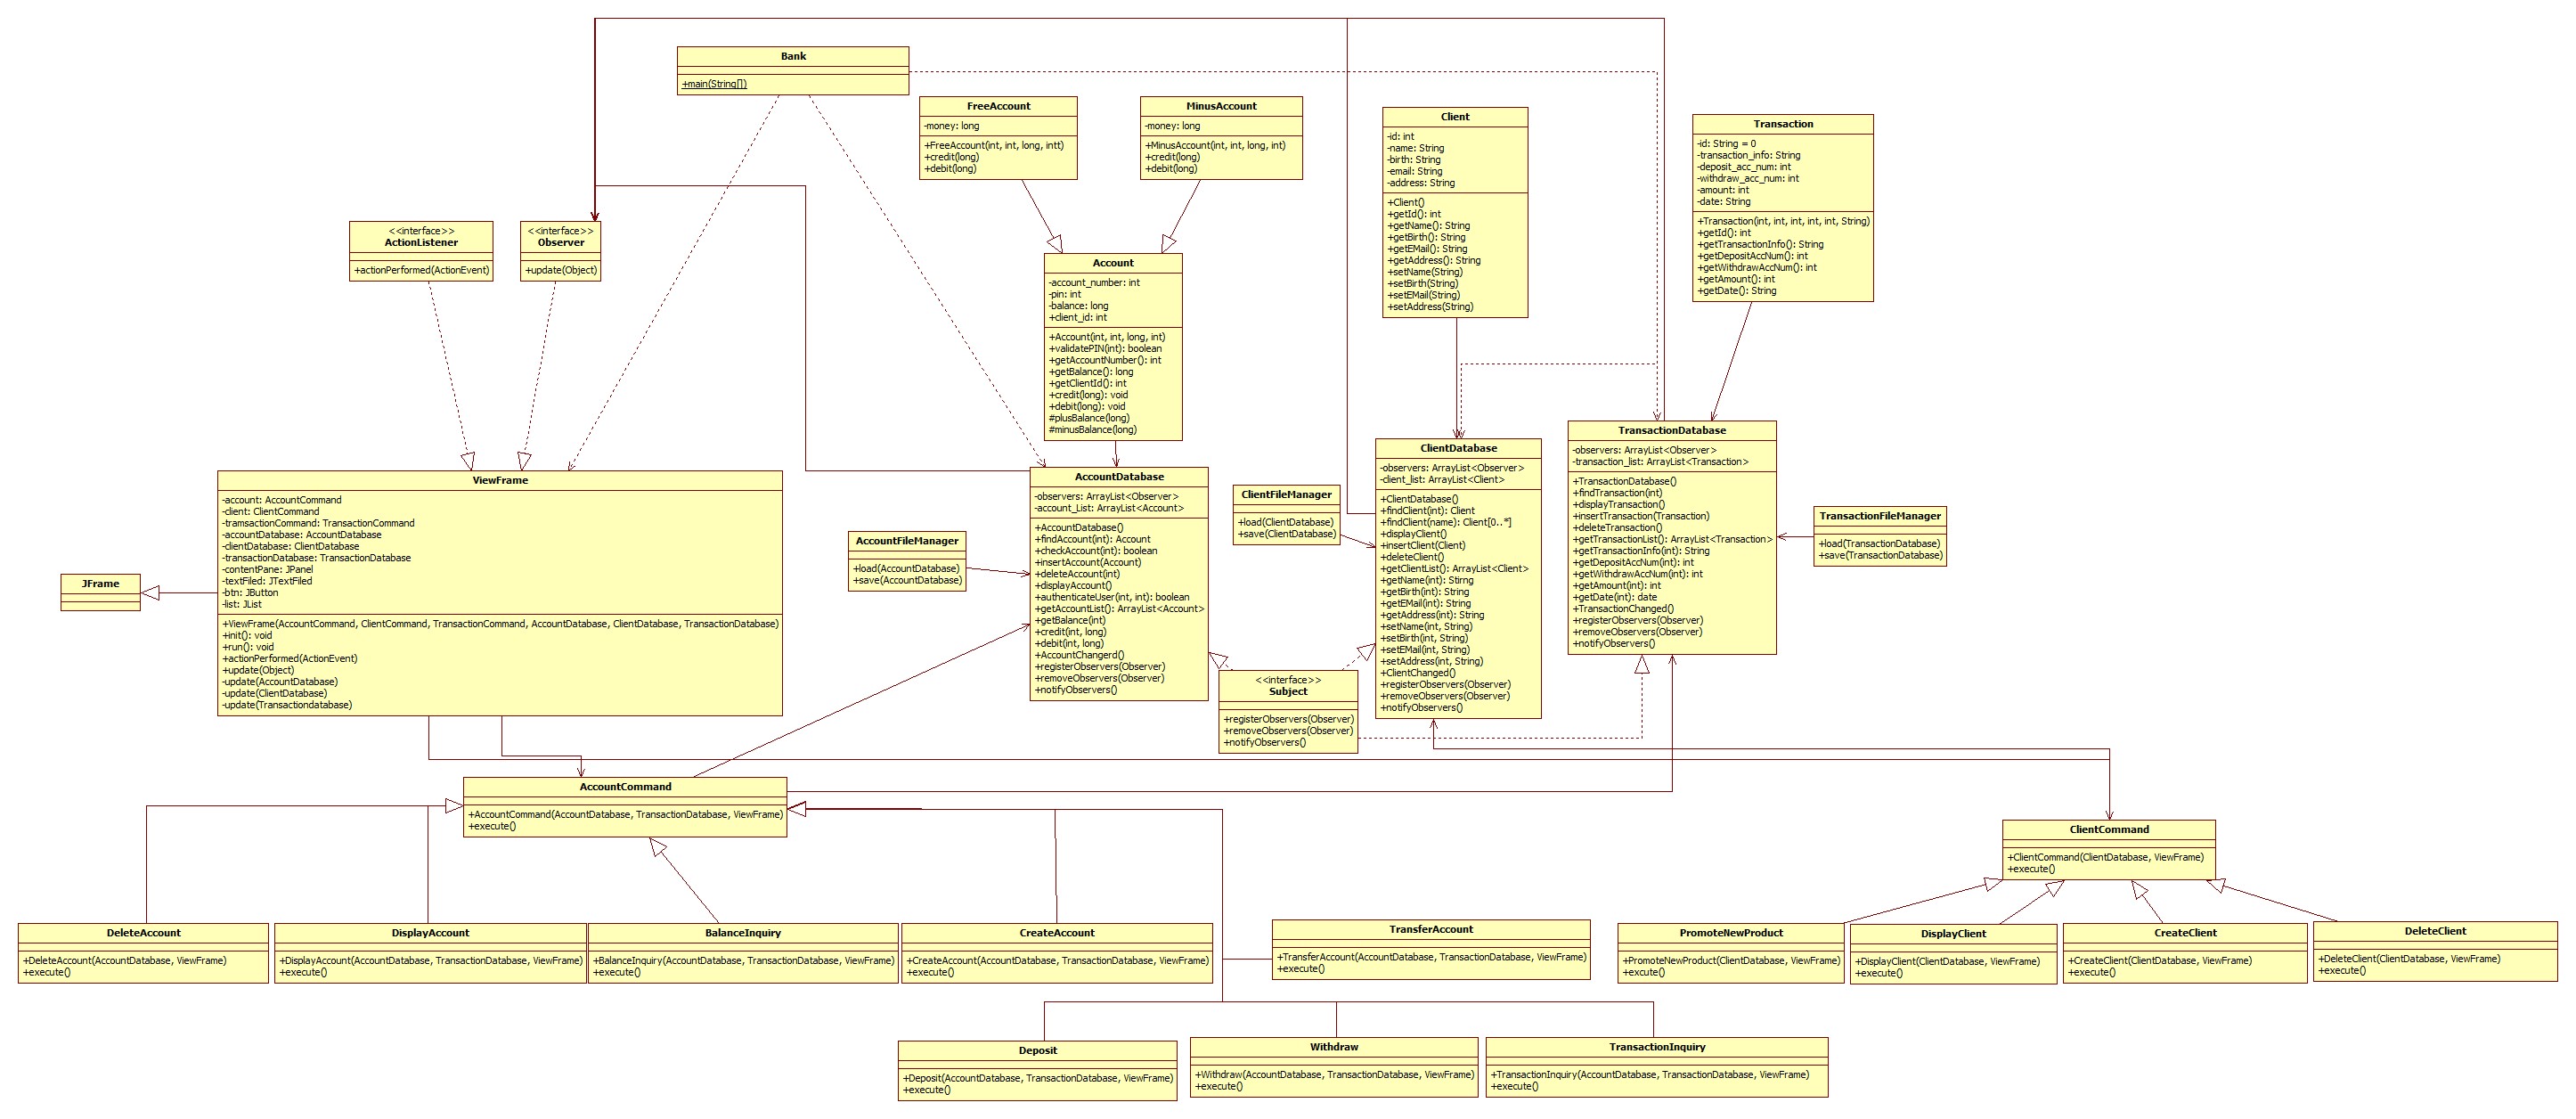 Bank
+main(String[])
FreeAccount
-money: long
+FreeAccount(int, int, long, intt)
+credit(long)
+debit(long)
MinusAccount
-money: long
+MinusAccount(int, int, long, int)
+credit(long)
+debit(long)
Client
-id: int
-name: String
-birth: String
-email: String
-address: String
+Client()
+getId(): int
+getName(): String
+getBirth(): String
+getEMail(): String
+getAddress(): String
+setName(String)
+setBirth(String)
+setEMail(String)
+setAddress(String)
Transaction
-id: String = 0
-transaction_info: String
-deposit_acc_num: int
-withdraw_acc_num: int
-amount: int
-date: String
+Transaction(int, int, int, int, int, String)
+getId(): int
+getTransactionInfo(): String
+getDepositAccNum(): int
+getWithdrawAccNum(): int
+getAmount(): int
+getDate(): String
<<interface>>
ActionListener
+actionPerformed(ActionEvent)
<<interface>>
Observer
+update(Object)
Account
-account_number: int
-pin: int
-balance: long
+client_id: int
+Account(int, int, long, int)
+validatePIN(int): boolean
+getAccountNumber(): int
+getBalance(): long
+getClientId(): int
+credit(long): void
+debit(long): void
#plusBalance(long)
#minusBalance(long)
JFrame
ViewFrame
-account: AccountCommand
-client: ClientCommand
-tramsactionCommand: TransactionCommand
-accountDatabase: AccountDatabase
-clientDatabase: ClientDatabase
-transactionDatabase: TransactionDatabase
-contentPane: JPanel
-textFiled: JTextFiled
-btn: JButton
-list: JList
+ViewFrame(AccountCommand, ClientCommand, TransactionCommand, AccountDatabase, ClientDatabase, TransactionDatabase)
+init(): void
+run(): void
+actionPerformed(ActionEvent)
+update(Object)
-update(AccountDatabase)
-update(ClientDatabase)
-update(Transactiondatabase)
AccountFileManager
+load(AccountDatabase)
+save(AccountDatabase)
AccountDatabase
-observers: ArrayList<Observer>
-account_List: ArrayList<Account>
+AccountDatabase()
+findAccount(int): Account
+checkAccount(int): boolean
+insertAccount(Account)
+deleteAccount(int)
+displayAccount()
+authenticateUser(int, int): boolean
+getAccountList(): ArrayList<Account>
+getBalance(int)
+credit(int, long)
+debit(int, long)
+AccountChangerd()
+registerObservers(Observer)
+removeObservers(Observer)
+notifyObservers()
ClientFileManager
+load(ClientDatabase)
+save(ClientDatabase)
<<interface>>
Subject
+registerObservers(Observer)
+removeObservers(Observer)
+notifyObservers()
ClientDatabase
-observers: ArrayList<Observer>
-client_list: ArrayList<Client>
+ClientDatabase()
+findClient(int): Client
+findClient(name): Client[0..*]
+displayClient()
+insertClient(Client)
+deleteClient()
+getClientList(): ArrayList<Client>
+getName(int): Stirng
+getBirth(int): String
+getEMail(int): String
+getAddress(int): String
+setName(int, String)
+setBirth(int, String)
+setEMail(int, String)
+setAddress(int, String)
+ClientChanged()
+registerObservers(Observer)
+removeObservers(Observer)
+notifyObservers()
TransactionDatabase
-observers: ArrayList<Observer>
-transaction_list: ArrayList<Transaction>
+TransactionDatabase()
+findTransaction(int)
+displayTransaction()
+insertTransaction(Transaction)
+deleteTransaction()
+getTransactionList(): ArrayList<Transaction>
+getTransactionInfo(int): String
+getDepositAccNum(int): int
+getWithdrawAccNum(int): int
+getAmount(int): int
+getDate(int): date
+TransactionChanged()
+registerObservers(Observer)
+removeObservers(Observer)
+notifyObservers()
TransactionFileManager
+load(TransactionDatabase)
+save(TransactionDatabase)
AccountCommand
+AccountCommand(AccountDatabase, TransactionDatabase, ViewFrame)
+execute()
ClientCommand
+ClientCommand(ClientDatabase, ViewFrame)
+execute()
DeleteAccount
+DeleteAccount(AccountDatabase, ViewFrame)
+execute()
DisplayAccount
+DisplayAccount(AccountDatabase, TransactionDatabase, ViewFrame)
+execute()
BalanceInquiry
+BalanceInquiry(AccountDatabase, TransactionDatabase, ViewFrame)
+execute()
CreateAccount
+CreateAccount(AccountDatabase, TransactionDatabase, ViewFrame)
+execute()
TransferAccount
+TransferAccount(AccountDatabase, TransactionDatabase, ViewFrame)
+execute()
PromoteNewProduct
+PromoteNewProduct(ClientDatabase, ViewFrame)
+excute()
DisplayClient
+DisplayClient(ClientDatabase, ViewFrame)
+execute()
CreateClient
+CreateClient(ClientDatabase, ViewFrame)
+execute()
DeleteClient
+DeleteClient(ClientDatabase, ViewFrame)
+execute()
Deposit
+Deposit(AccountDatabase, TransactionDatabase, ViewFrame)
+execute()
Withdraw
+Withdraw(AccountDatabase, TransactionDatabase, ViewFrame)
+execute()
TransactionInquiry
+TransactionInquiry(AccountDatabase, TransactionDatabase, ViewFrame)
+execute()